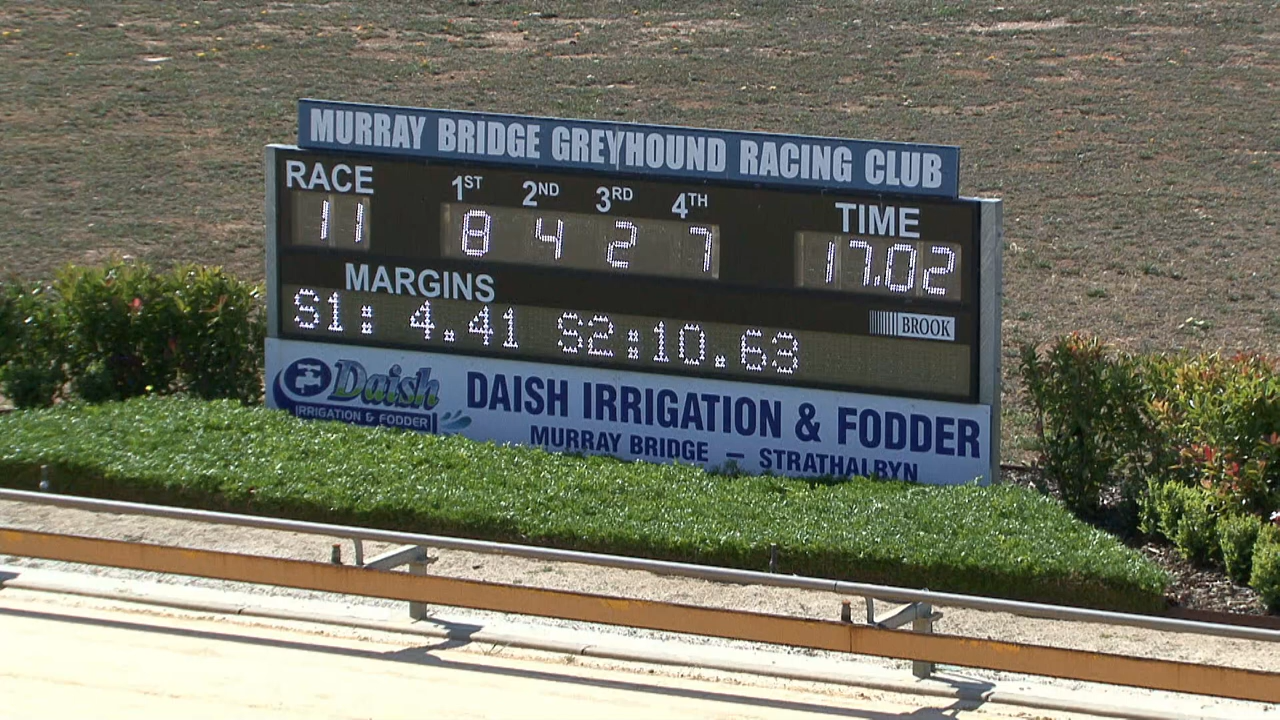 MURRAY BRIDGE GREYHOUND RACING CLUB
RACE 1ST 2ND 3RD 4TH TIME
11 8 4 2 7 17.02
MARGINS
BROOK
S1: 4.41 S2:10.63
Daish
IRRIGATION & FODDER
DAISH IRRIGATION & FODDER
MURRAY BRIDGE – STRATHALBYN